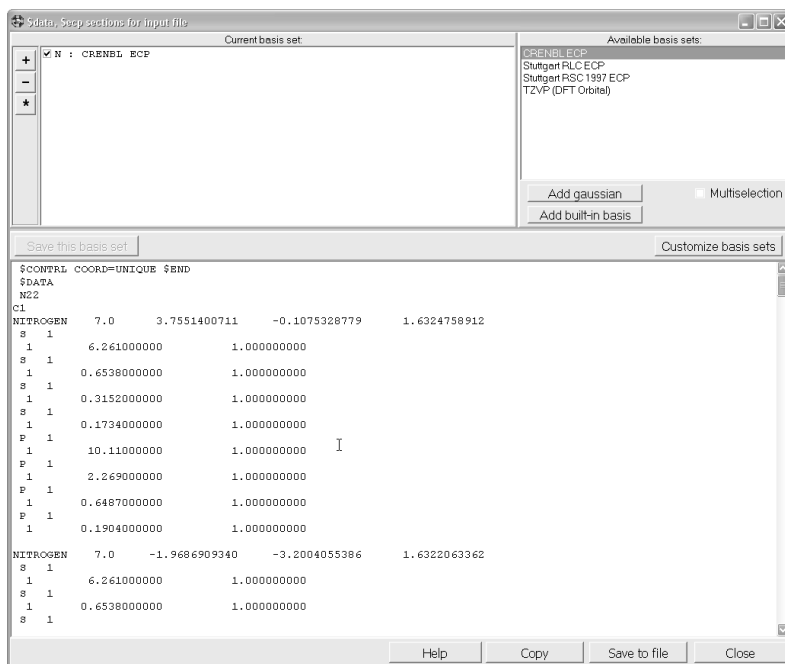 $data, $ecp sections for input file
Current basis set:
N : CRENBL ECP
+
-
*
Available basis sets:
CRENBL ECP
Stuttgart RLC ECP
Stuttgart RSC 1997 ECP
TZVP (DFT Orbital)
Add gaussian
Multiselection
Add built-in basis
Save this basis set
Customize basis sets
$CONTRL COORD=UNIQUE $END
$DATA
N22
C1
NITROGEN 7.0 3.7551400711 -0.1075328779 1.6324758912
S 1
1 6.261000000 1.000000000
S 1
1 0.6538000000 1.000000000
S 1
1 0.3152000000 1.000000000
S 1
1 0.1734000000 1.000000000
P 1
1 10.11000000 1.000000000
P 1
1 2.269000000 1.000000000
P 1
1 0.6487000000 1.000000000
P 1
1 0.1904000000 1.000000000
NITROGEN 7.0 -1.9686909340 -3.2004055386 1.6322063362
S 1
1 6.261000000 1.000000000
S 1
1 0.6538000000 1.000000000
S 1
Help
Copy
Save to file
Close